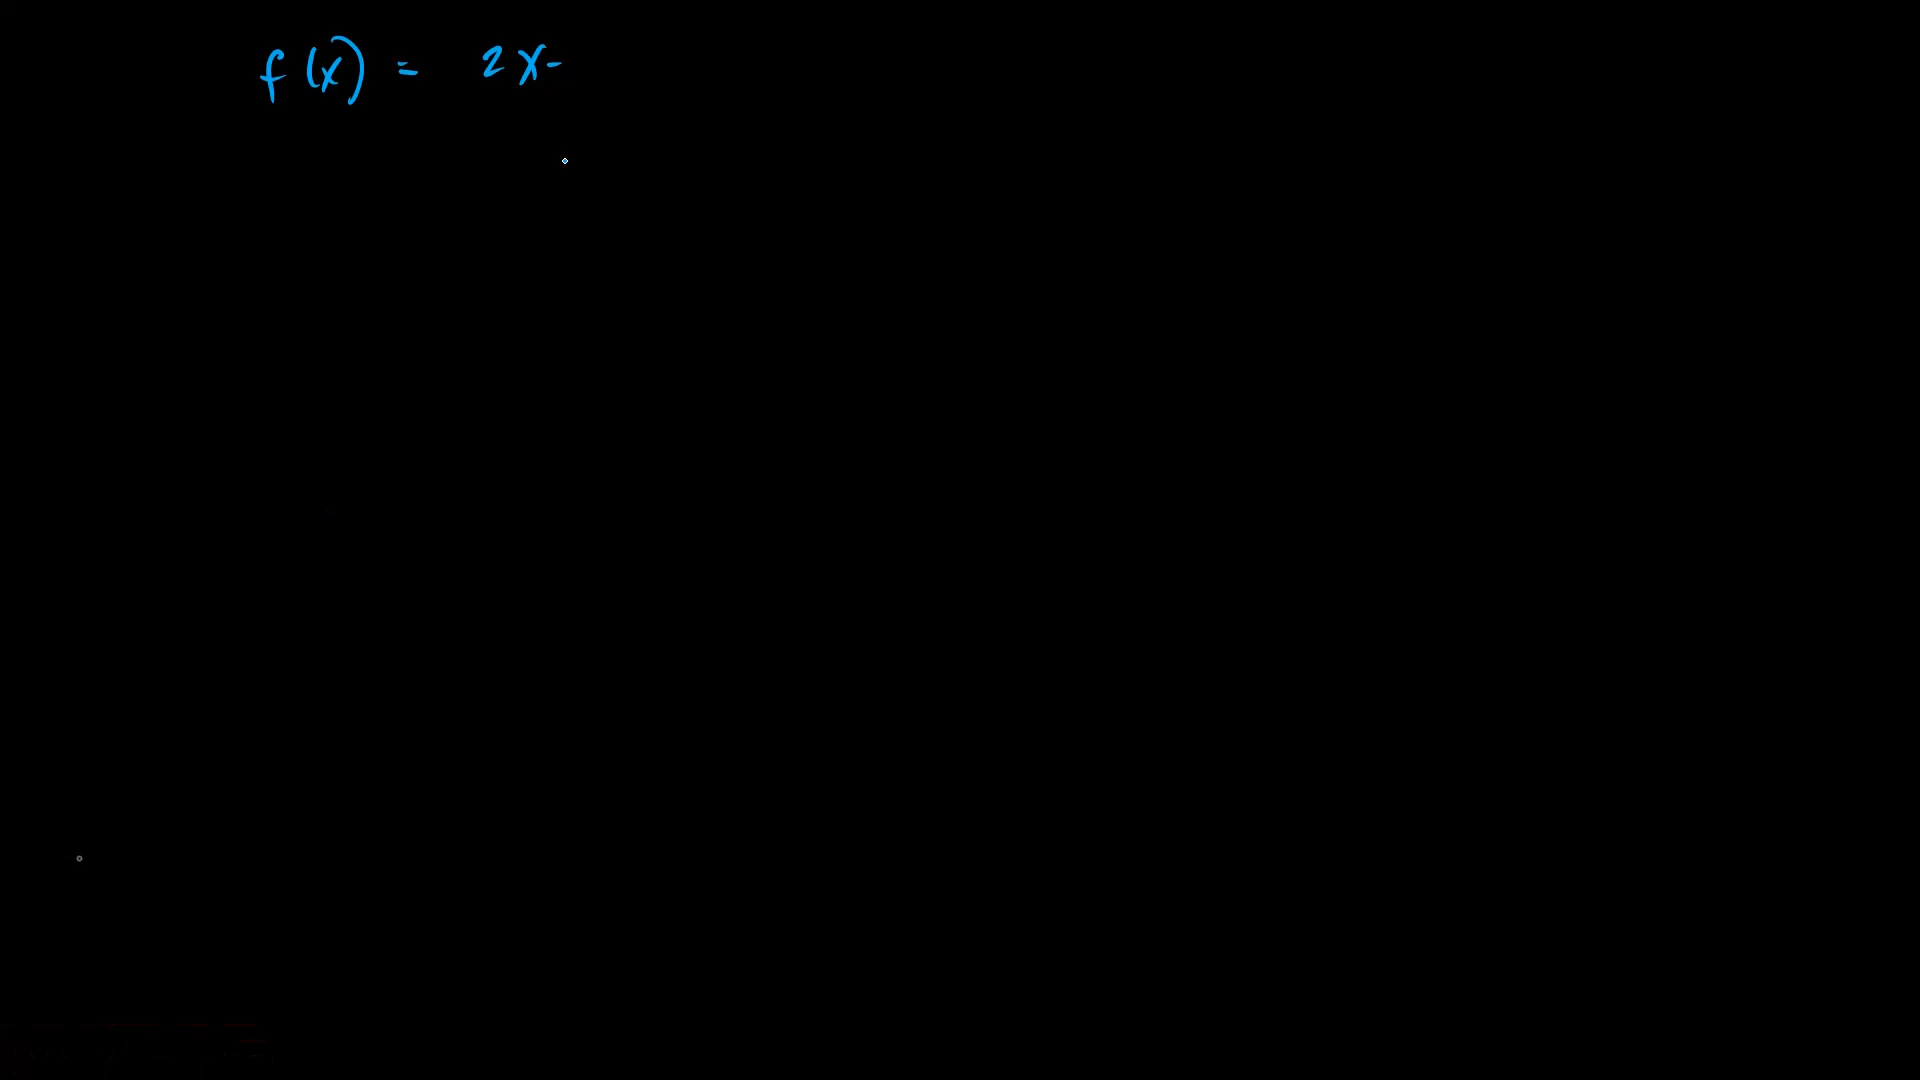 f(x) = 2x-